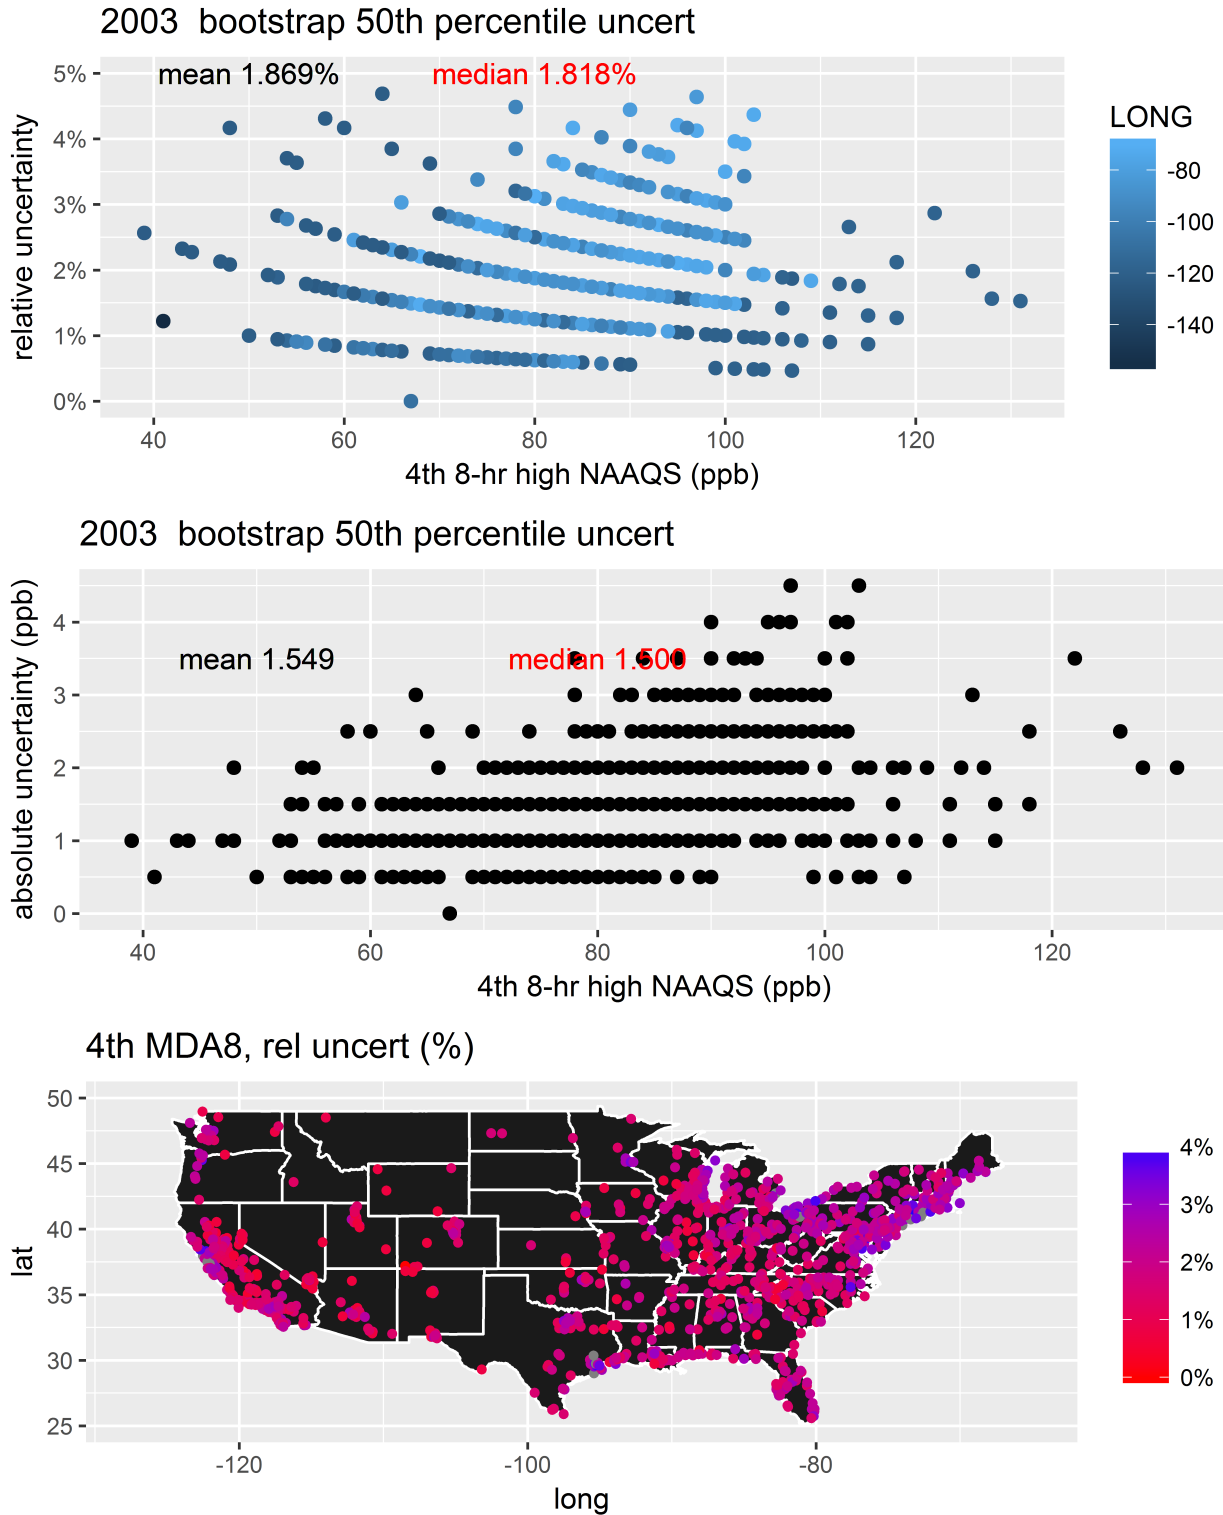 2003  bootstrap 50th percentile uncert
mean 1.869%
median 1.818%
5%
4%
3%
2%
1%
0%
relative uncertainty
40
60
80
100
120
4th 8-hr high NAAQS (ppb)
LONG
-80
-100
-120
-140
2003  bootstrap 50th percentile uncert
mean 1.549
median 1.500
4
3
2
1
0
absolute uncertainty (ppb)
40
60
80
100
120
4th 8-hr high NAAQS (ppb)
4th MDA8, rel uncert (%)
50
45
40
35
30
25
lat
-120
-100
-80
long
4%
3%
2%
1%
0%